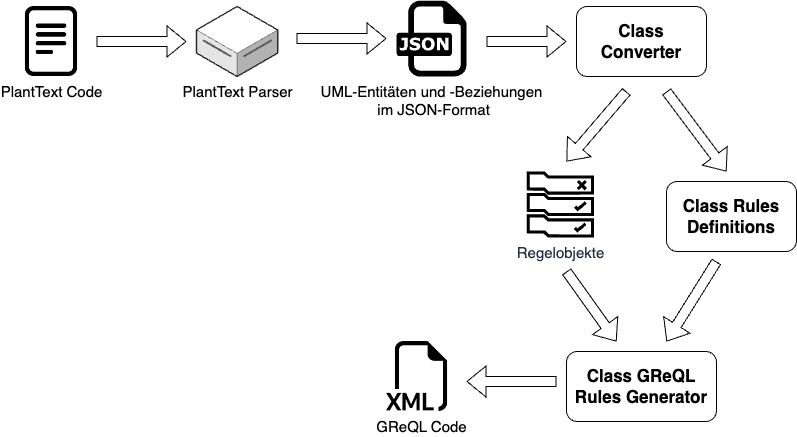 PlantText Code
PlantText Parser
JSON
UML-Entitäten und -Beziehungen
im JSON-Format
Class
Converter
Regelobjekte
Class Rules
Definitions
Class GReQL
Rules Generator
XML
GReQL Code